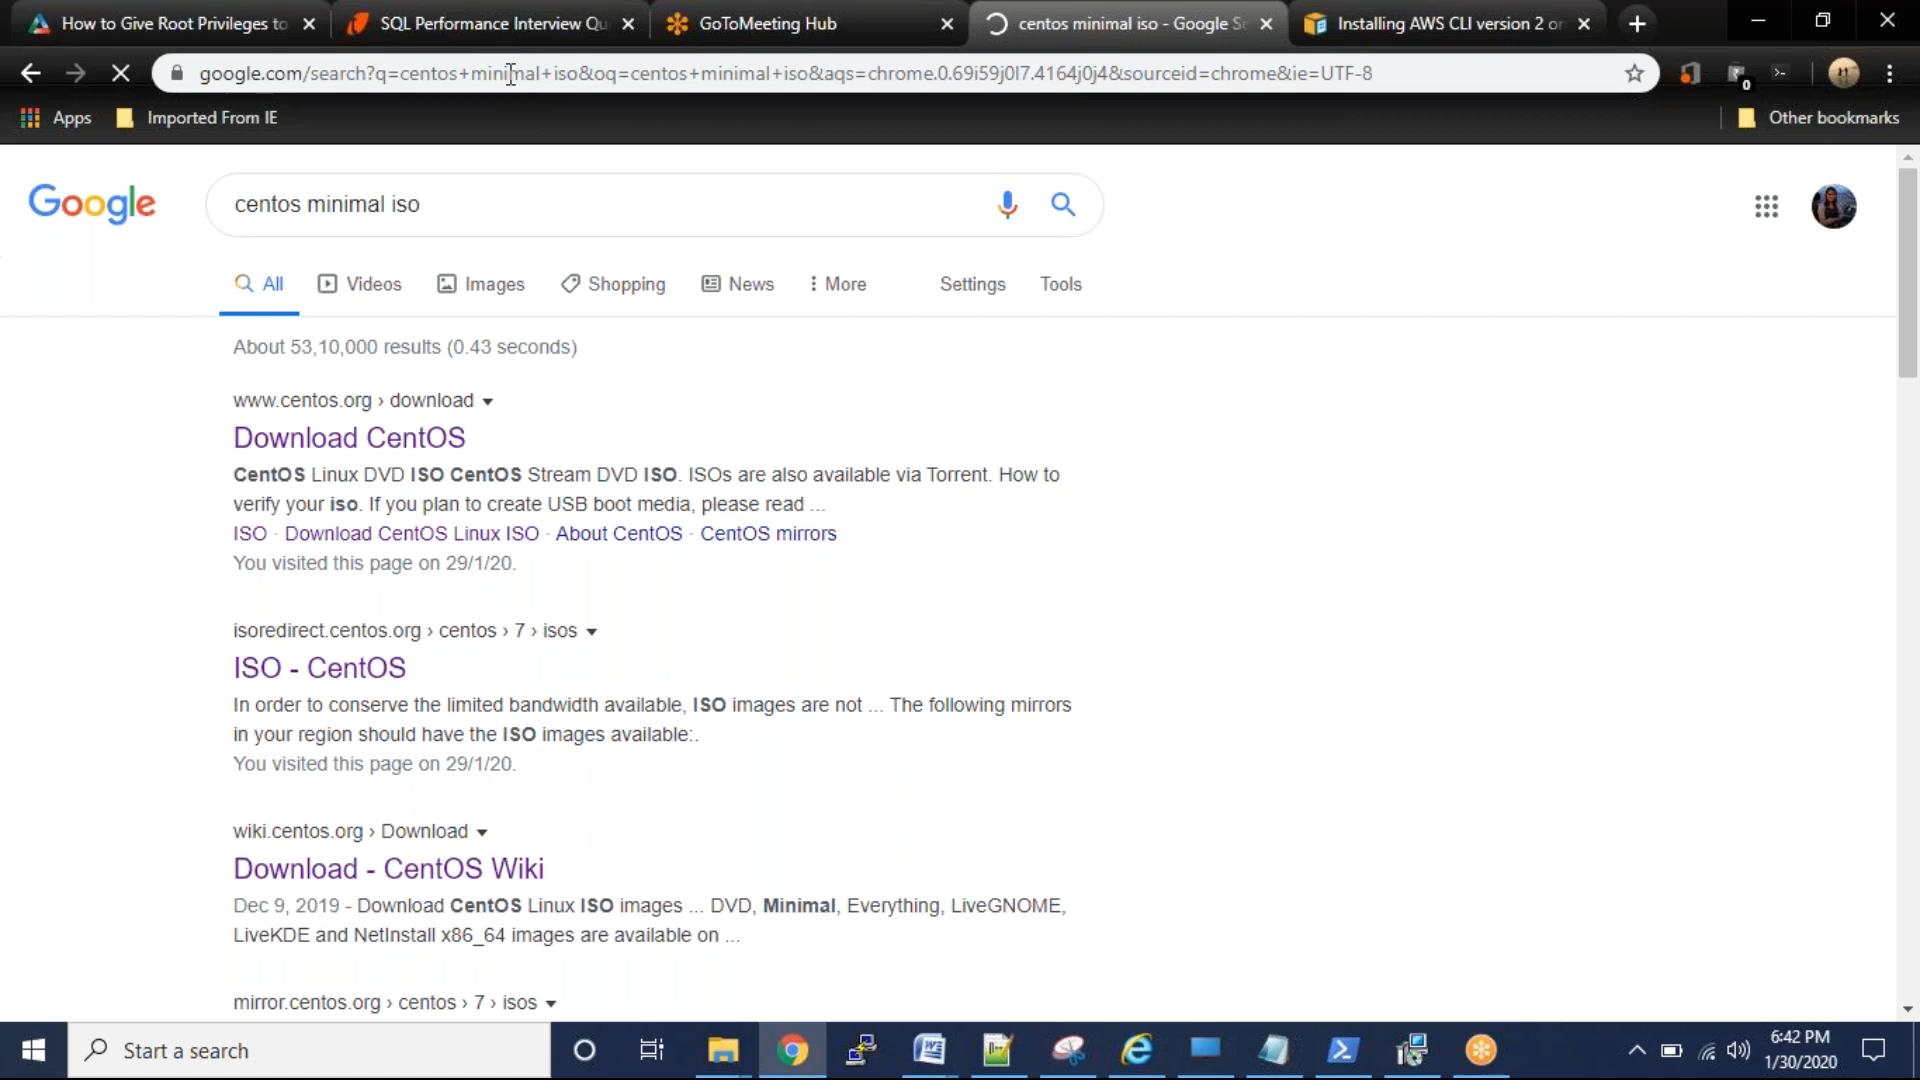 How to Give Root Privileges to
SQL Performance Interview Qu
GoToMeeting Hub
centos minimal iso - Google Se
Installing AWS CLI version 2 on
google.com/search?q=centos+minimal+iso&oq=centos+minimal+iso&aqs=chrome.0.69i59j0l7.4164j0j4&sourceid=chrome&ie=UTF-8
0
Apps
Imported From IE
Other bookmarks
Google
centos minimal iso
All
Videos
Images
Shopping
News
More
Settings
Tools
About 53,10,000 results (0.43 seconds)
www.centos.org › download
Download CentOS
CentOS Linux DVD ISO CentOS Stream DVD ISO. ISOs are also available via Torrent. How to
verify your iso. If you plan to create USB boot media, please read ...
ISO · Download CentOS Linux ISO · About CentOS · CentOS mirrors
You visited this page on 29/1/20.
isoredirect.centos.org › centos › 7 › isos
ISO - CentOS
In order to conserve the limited bandwidth available, ISO images are not ... The following mirrors
in your region should have the ISO images available:.
You visited this page on 29/1/20.
wiki.centos.org › Download
Download - CentOS Wiki
Dec 9, 2019 - Download CentOS Linux ISO images ... DVD, Minimal, Everything, LiveGNOME,
LiveKDE and NetInstall x86_64 images are available on ...
mirror.centos.org › centos › 7 › isos
Start a search
6:42 PM
1/30/2020